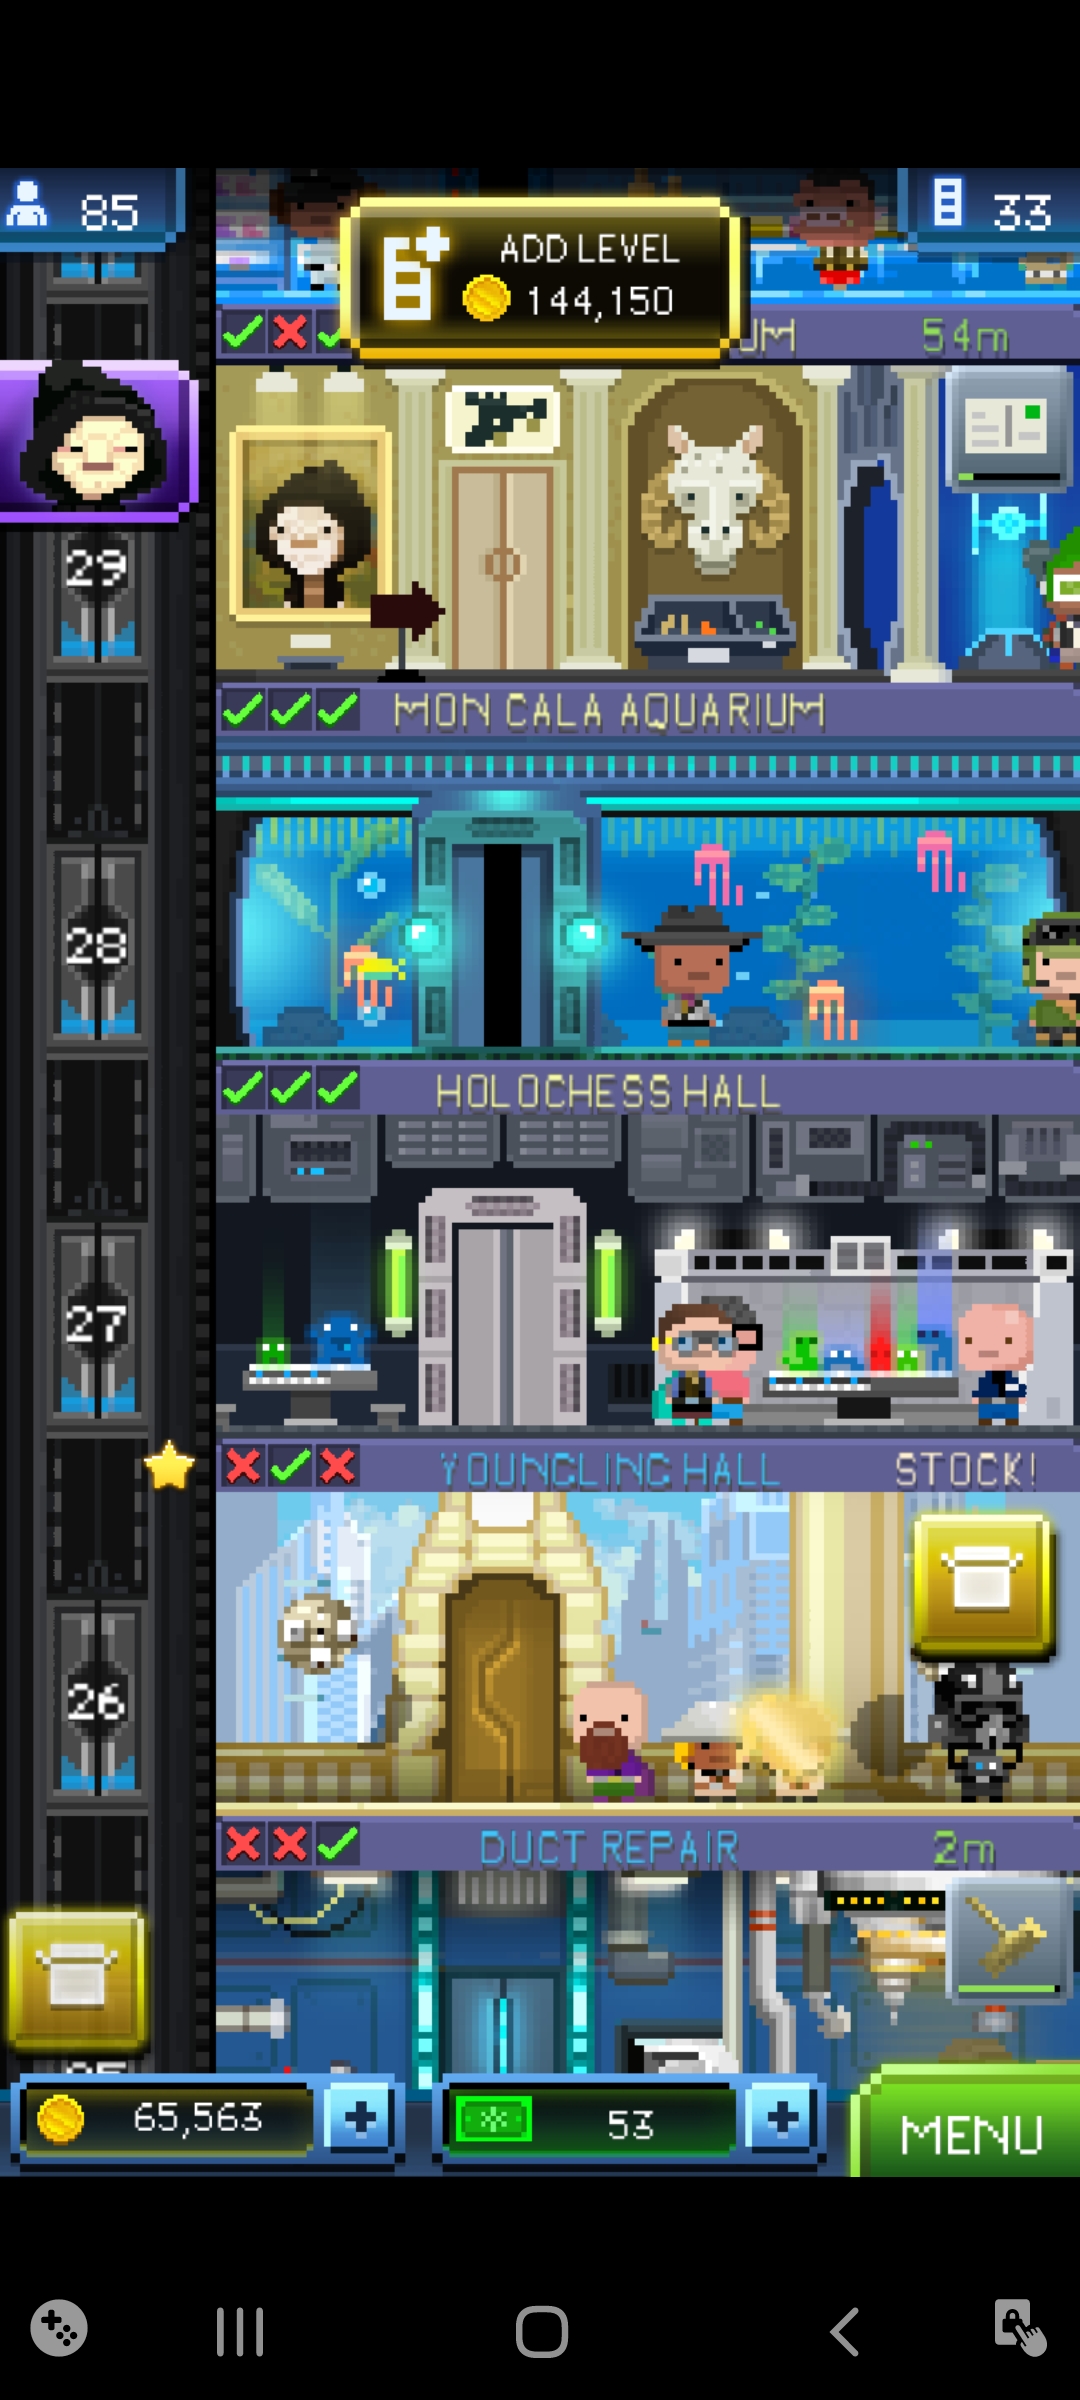 85
33
ADD LEVEL
144,150
UM
54m
29
MON CALA AQUARIUM
28
HOLOCHESS HALL
27
YOUNGLING HALL
STOCK!
26
DUCT REPAIR
2m
65,563
53
MENU